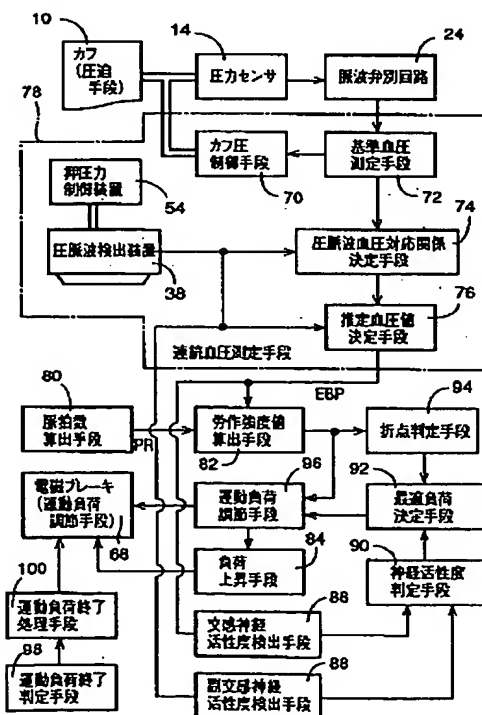 10
14
24
カフ
(圧迫
手段)
圧力センサ
脈波弁別回路
78
カフ圧
制御手段
基準血圧
測定手段
押圧力
制御装置
54
70
72
74
圧脈波検出装置
38
圧脈波血圧対応関係
決定手段
76
推定血圧値
決定手段
連続血圧測定手段
80
EBP
94
脈拍数
算出手段
PR
労作強度値
算出手段
折点判定手段
82
96
92
電磁ブレーキ
(運動負荷
調節手段)
68
運動負荷
調節手段
最適負荷
決定手段
84
90
100
負荷
上昇手段
神経活性度
判定手段
運動負荷終了
処理手段
88
交感神経
活性度検出手段
98
88
運動負荷終了
判定手段
副交感神経
活性度検出手段